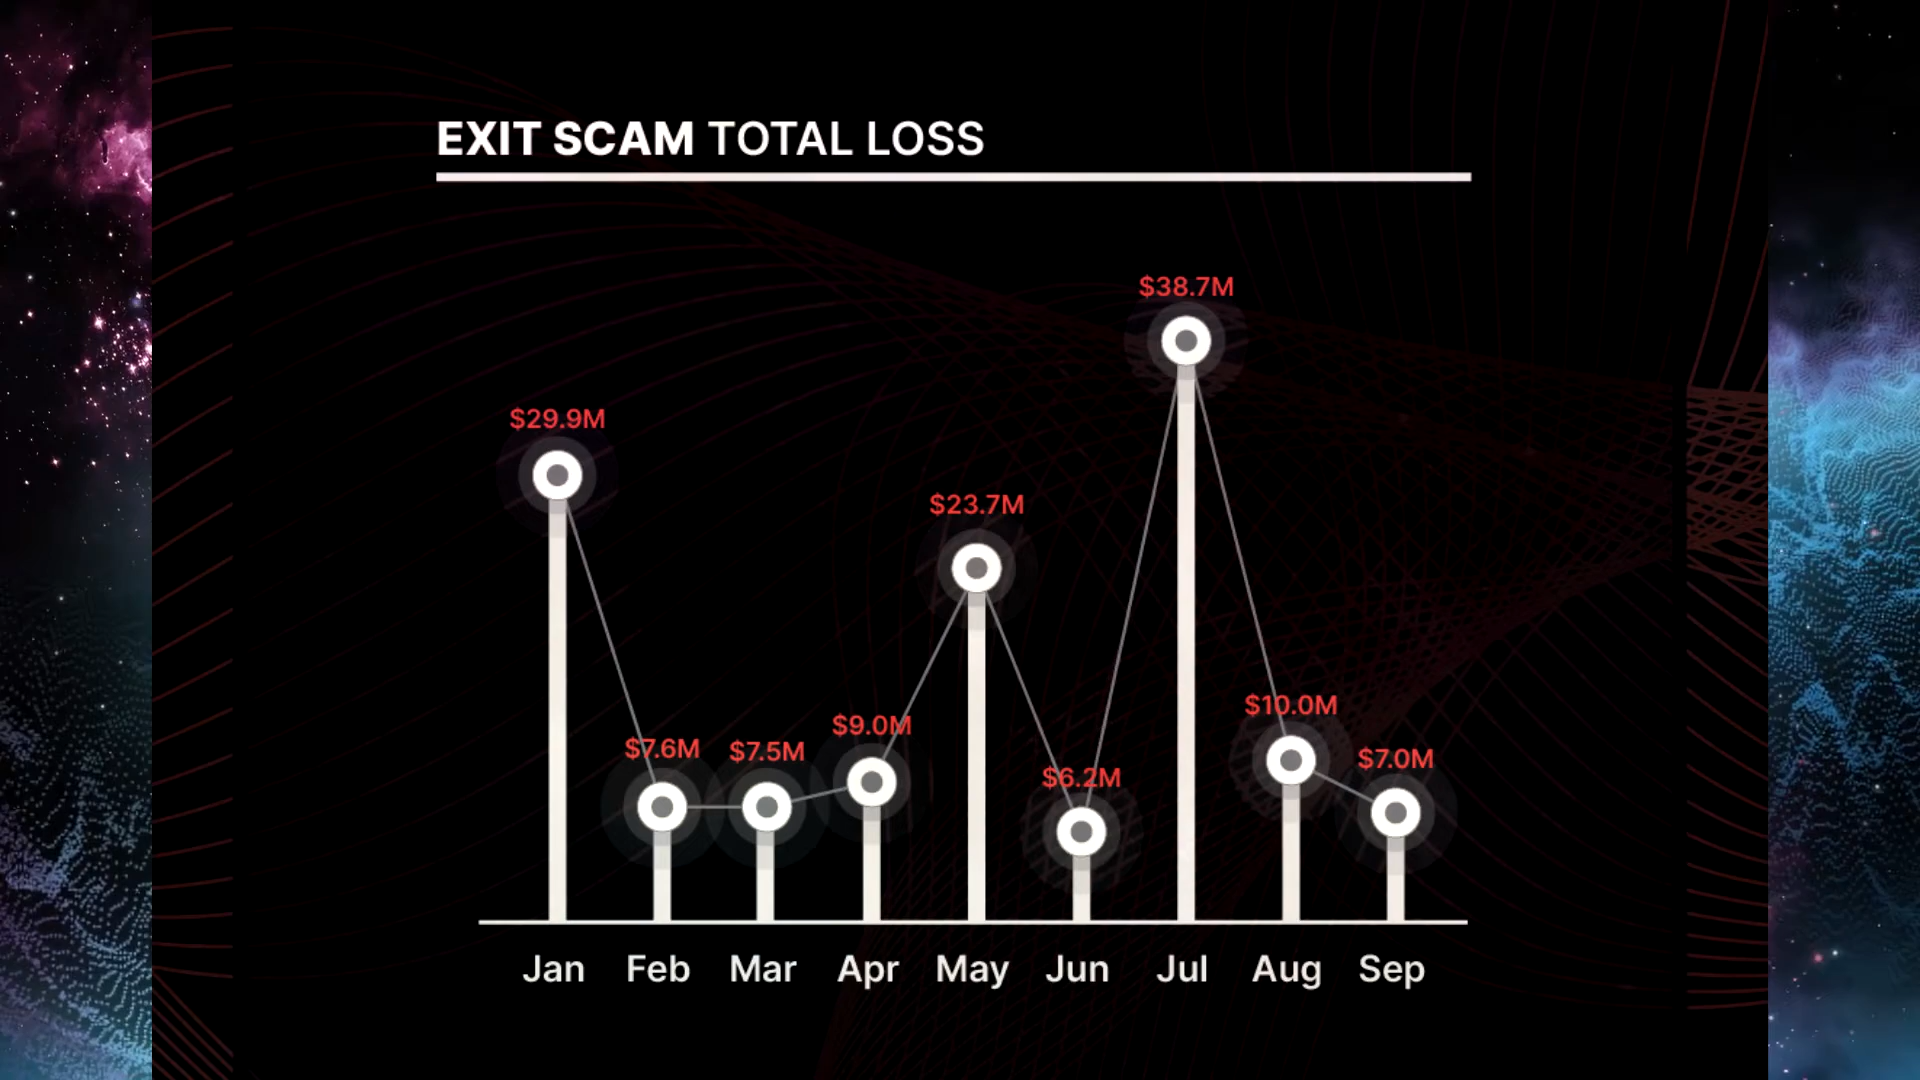 EXIT SCAM TOTAL LOSS
$38.7M
$29.9M
$23.7M
$10.0M
$9.0M
$7.6M
$7.5M
$7.0M
$6.2M
Jan Feb Mar Apr May Jun Jul Aug Sep